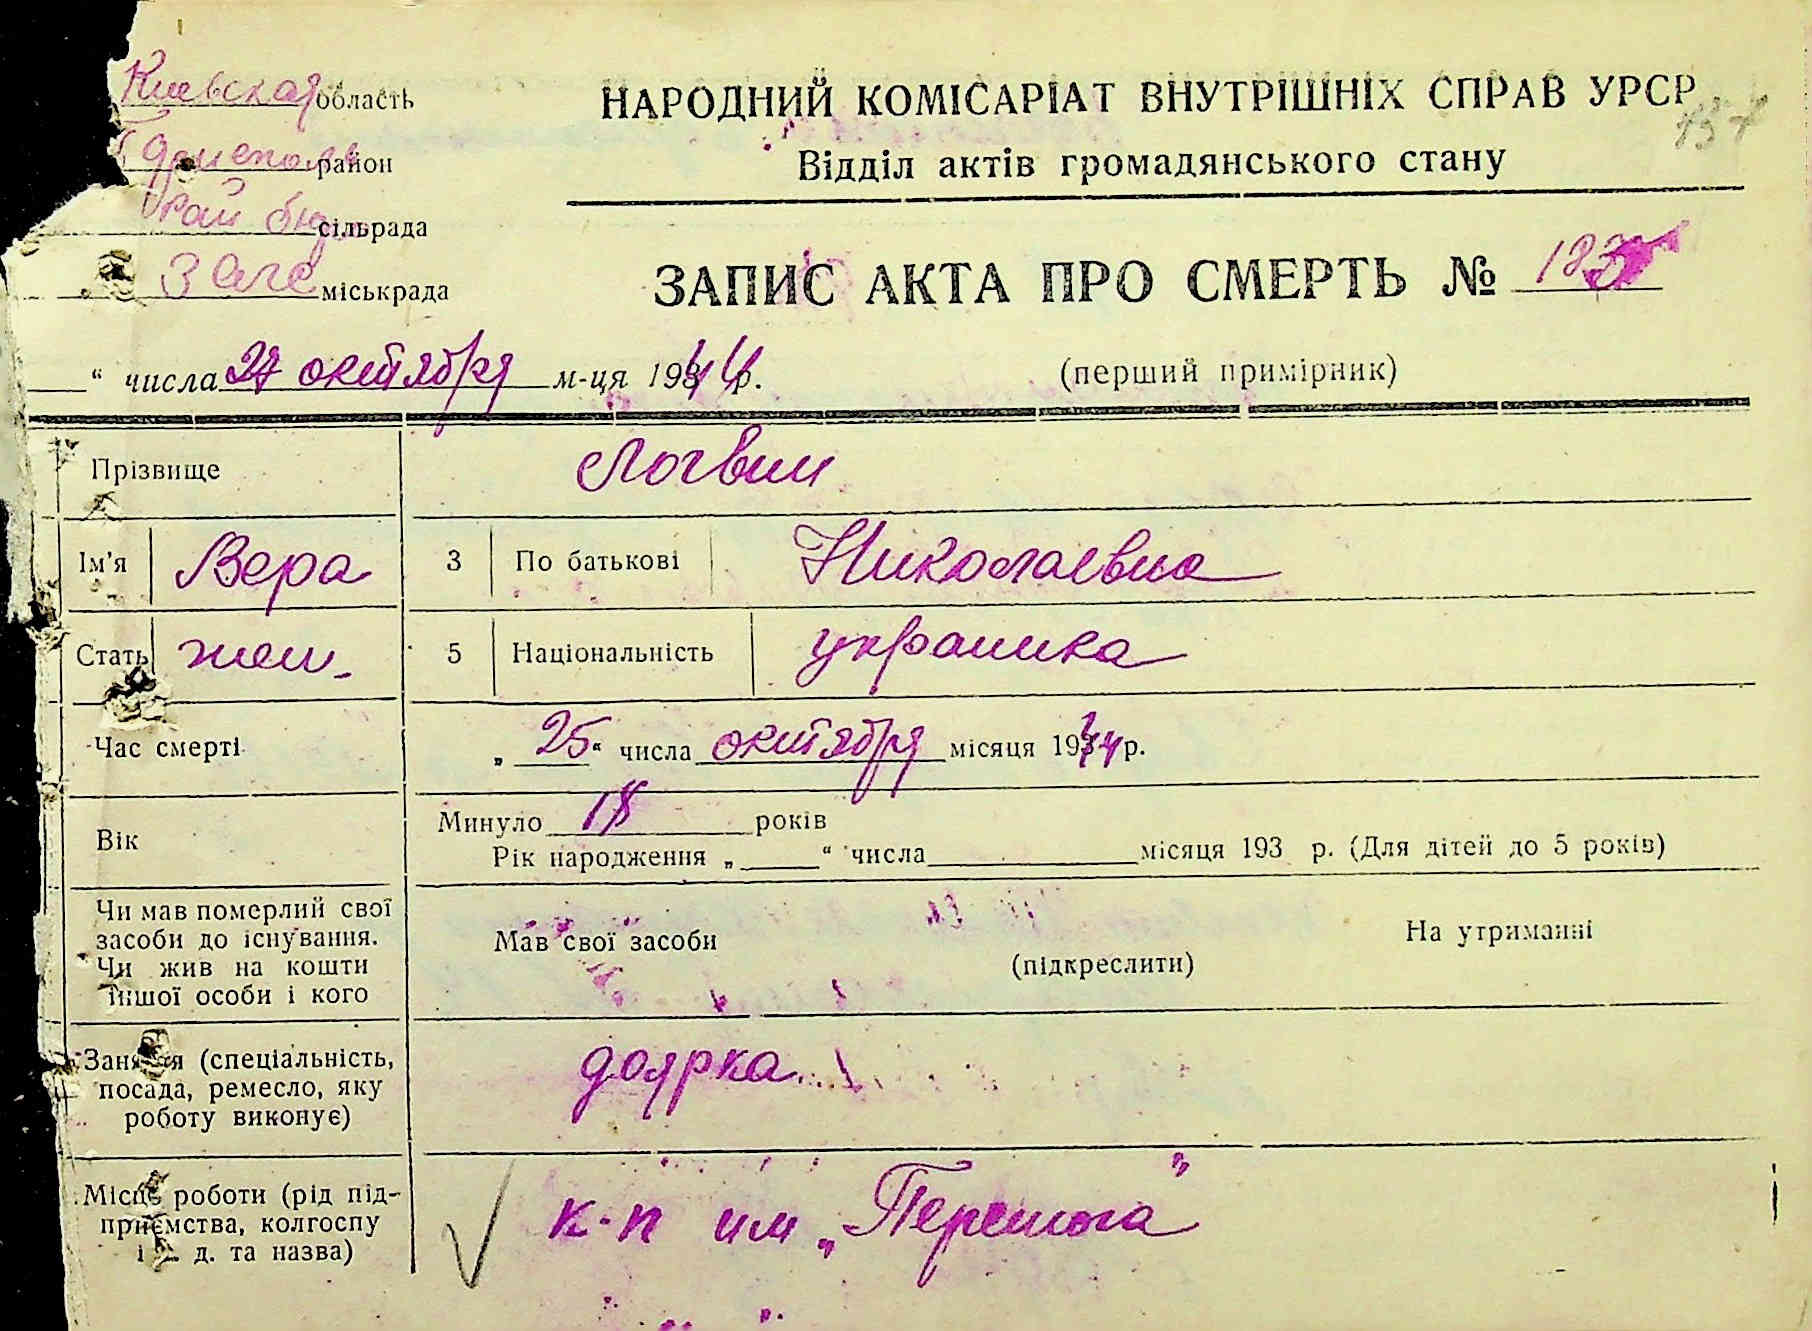 Киевская область
район
рай бюро сільрада
Загс міськрада
НАРОДНИЙ КОМІСАРІАТ ВНУТРІШНІХ СПРАВ УРСР
137
Відділ актів громадянського стану
ЗАПИС АКТА ПРО СМЕРТЬ №
“ числа 27 октября м-ця 1944 р.
(перший примірник)
Прізвище Логвин
Ім’я Вера 3 По батькові Николаевна
Стать жен. 5 Національність украинка
Час смерті „ 25 “ числа октября місяця 1944 р.
Вік
Минуло 18 років
Рік народження „ “ числа місяця 193 р. (Для дітей до 5 років)
Чи мав померлий свої
засоби до існування.
Чи жив на кошти
іншої особи і кого
Мав свої засоби
(підкреслити)
На утриманні
Заняття (спеціальність,
посада, ремесло, яку
роботу виконує)
доярка
Місце роботи (рід під-
приємства, колгоспу
і т. д. та назва)
к-п им „Перемога"